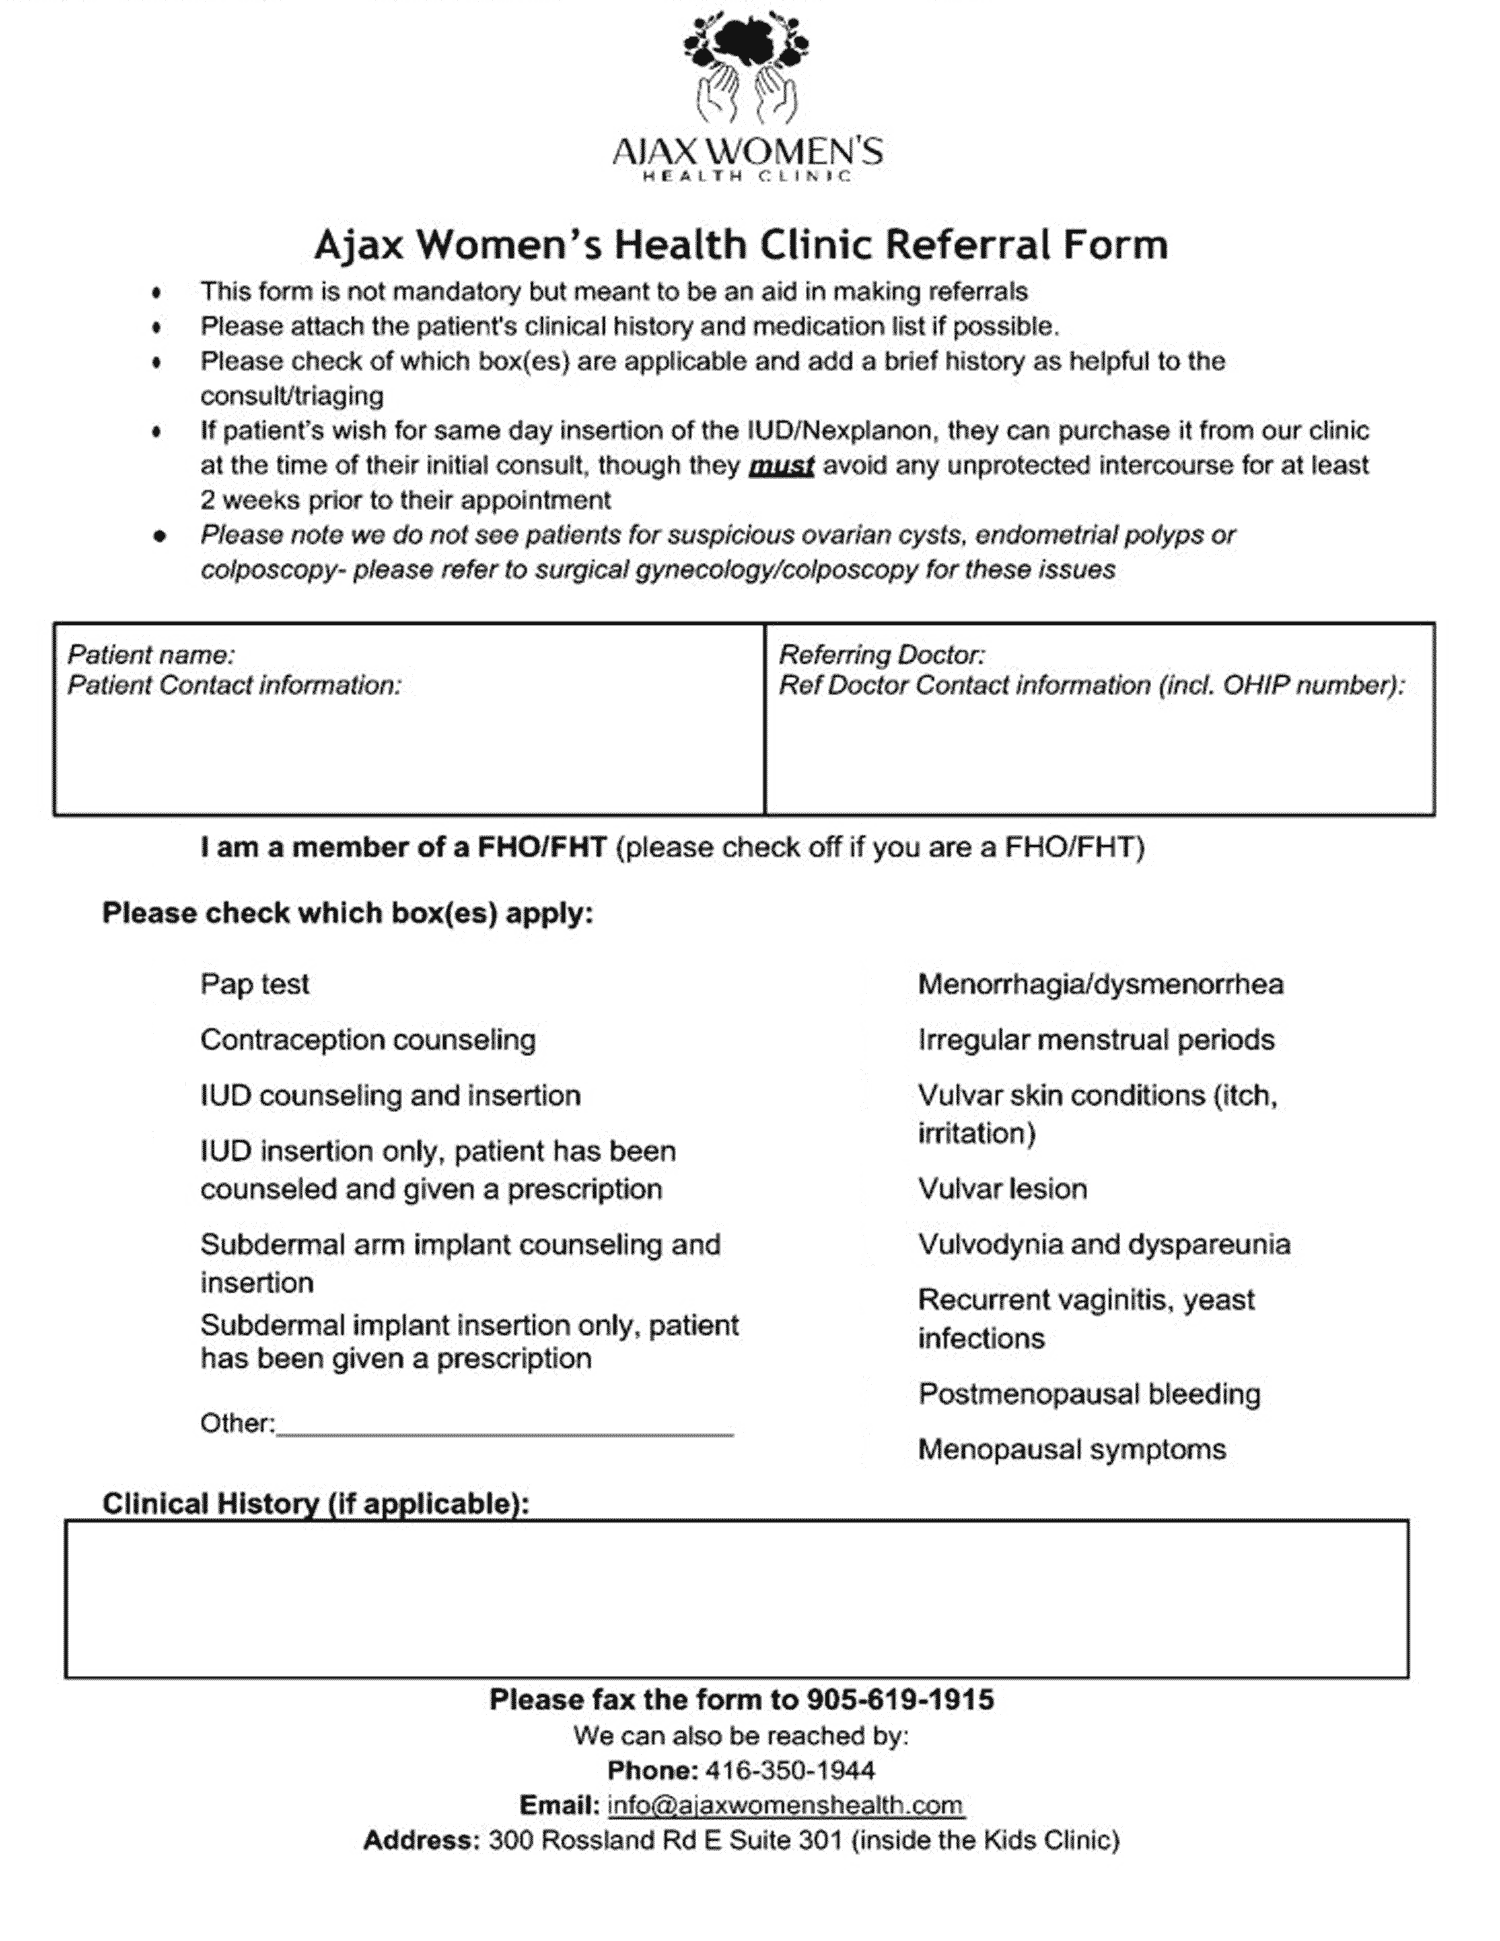 AJAX WOMEN'S
HEALTH CLINIC
Ajax Women's Health Clinic Referral Form
• This form is not mandatory but meant to be an aid in making referrals
• Please attach the patient's clinical history and medication list if possible.
• Please check of which box(es) are applicable and add a brief history as helpful to the
consult/triaging
• If patient's wish for same day insertion of the IUD/Nexplanon, they can purchase it from our clinic
at the time of their initial consult, though they must avoid any unprotected intercourse for at least
2 weeks prior to their appointment
• Please note we do not see patients for suspicious ovarian cysts, endometrial polyps or
colposcopy- please refer to surgical gynecology/colposcopy for these issues
Patient name:
Patient Contact information:
Referring Doctor:
Ref Doctor Contact information (incl. OHIP number):
I am a member of a FHO/FHT (please check off if you are a FHO/FHT)
Please check which box(es) apply:
Pap test
Contraception counseling
IUD counseling and insertion
IUD insertion only, patient has been
counseled and given a prescription
Subdermal arm implant counseling and
insertion
Subdermal implant insertion only, patient
has been given a prescription
Other:
Menorrhagia/dysmenorrhea
Irregular menstrual periods
Vulvar skin conditions (itch,
irritation)
Vulvar lesion
Vulvodynia and dyspareunia
Recurrent vaginitis, yeast
infections
Postmenopausal bleeding
Menopausal symptoms
Clinical History (if applicable):
Please fax the form to 905-619-1915
We can also be reached by:
Phone: 416-350-1944
Email: info@ajaxwomenshealth.com
Address: 300 Rossland Rd E Suite 301 (inside the Kids Clinic)